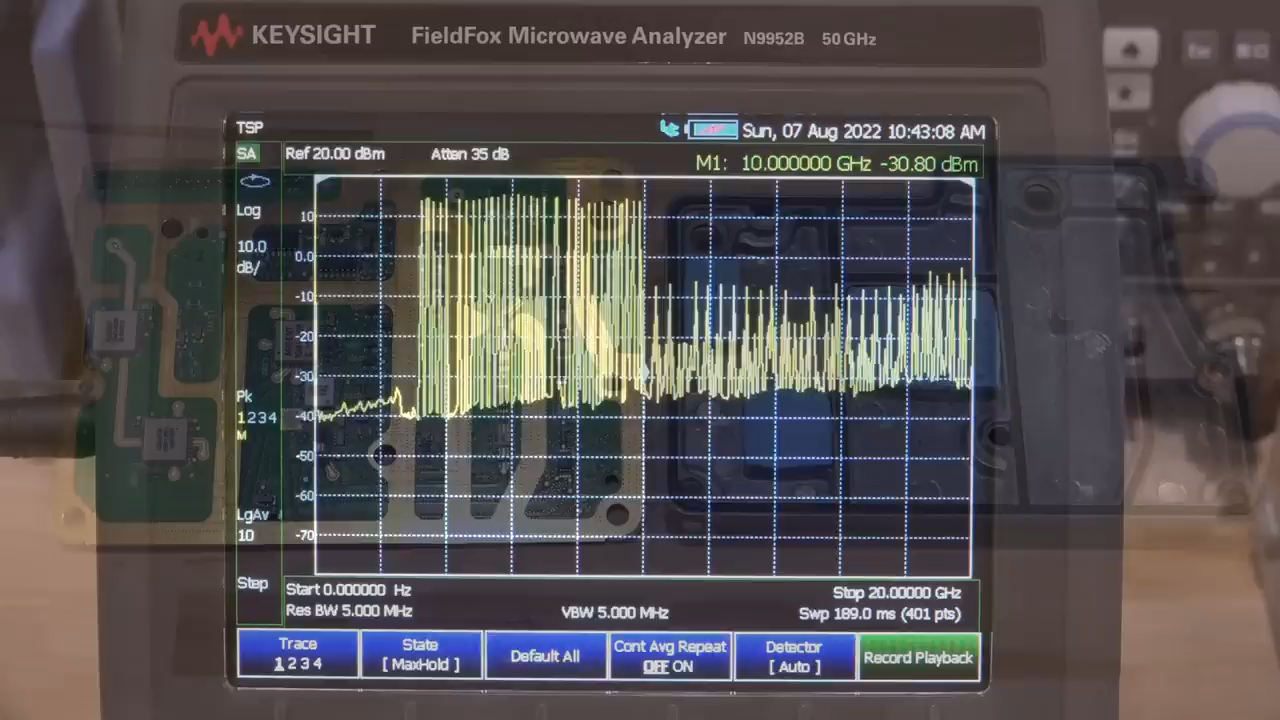 KEYSIGHT FieldFox Microwave Analyzer N9952B 50 GHz
TSP
Sun, 07 Aug 2022 10:43:08 AM
SA Ref 20.00 dBm Atten 35 dB
M1: 10.000000 GHz -30.80 dBm
Log
10
10.0
dB/
0.0
-10
-20
-30
Pk
1234
M
-40
-50
-60
LgAv
10
-70
Step
Start 0.000000 Hz
Stop 20.00000 GHz
Res BW 5.000 MHz
VBW 5.000 MHz
Swp 189.0 ms (401 pts)
Trace
1 2 3 4
State
[ MaxHold ]
Default All
Cont Avg Repeat
OFF ON
Detector
[ Auto ]
Record Playback